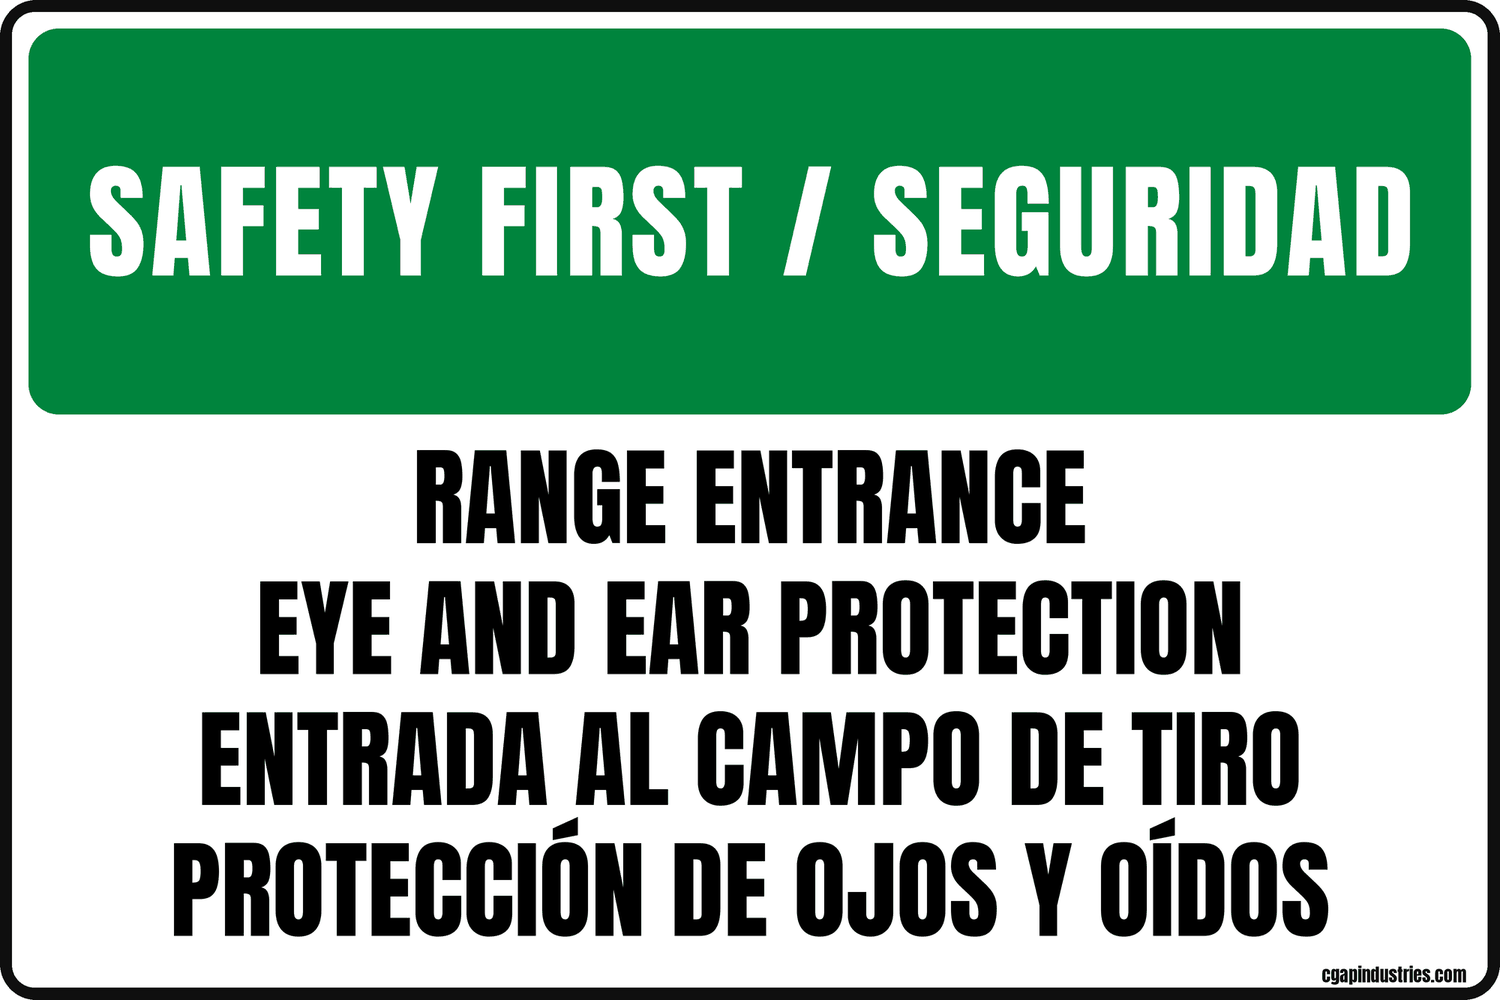 SAFETY FIRST / SEGURIDAD
RANGE ENTRANCE
EYE AND EAR PROTECTION
ENTRADA AL CAMPO DE TIRO
PROTECCIÓN DE OJOS Y OÍDOS
cgapindustries.com